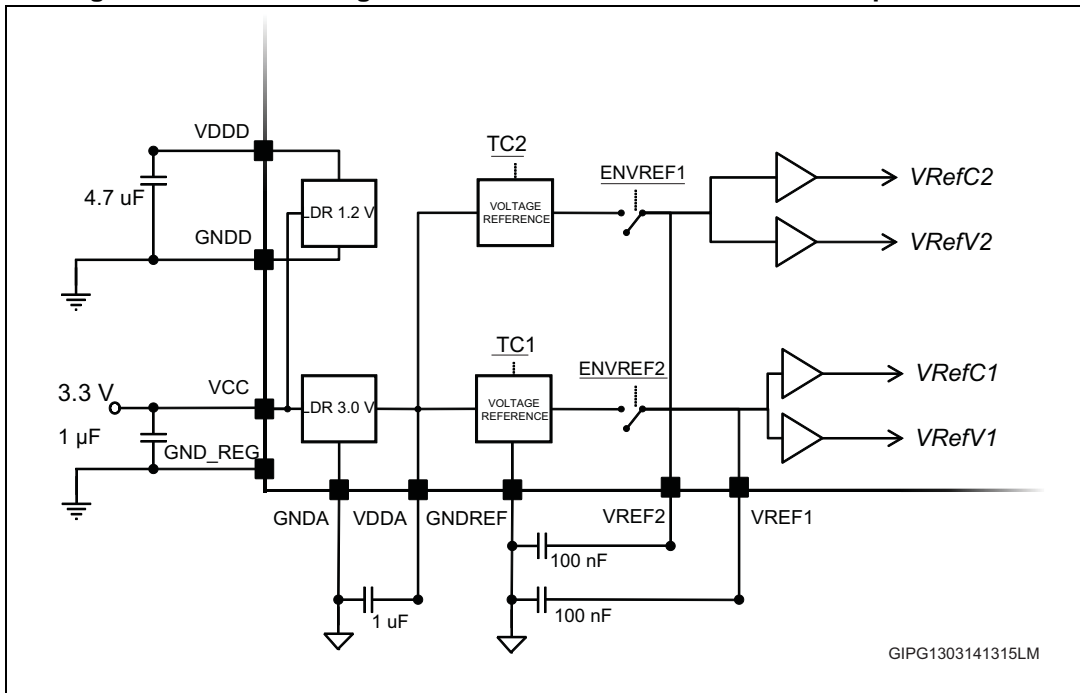 VDDD
4.7 uF
GNDD
LDR 1.2 V
TC2
VOLTAGE
REFERENCE
ENVREF1
VRefC2
VRefV2
3.3 V
VCC
1 µF
GND_REG
LDR 3.0 V
TC1
VOLTAGE
REFERENCE
ENVREF2
VRefC1
VRefV1
GNDA
VDDA
GNDREF
VREF2
VREF1
100 nF
100 nF
1 uF
GIPG1303141315LM